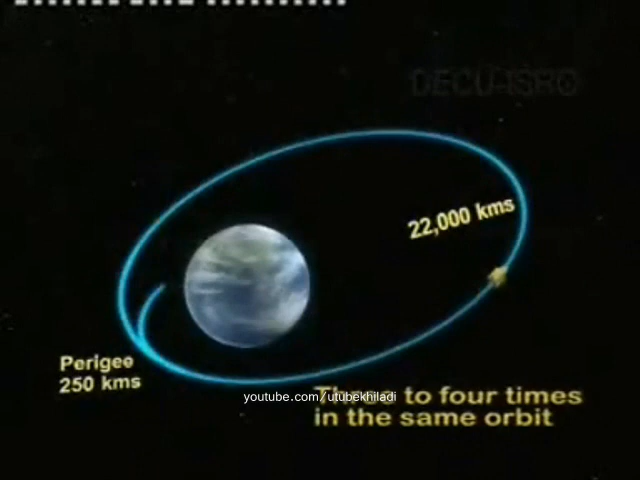 DECU-ISRO
22,000 kms
Perigee
250 kms
Three to four times
in the same orbit
youtube.com/utubekhiladi